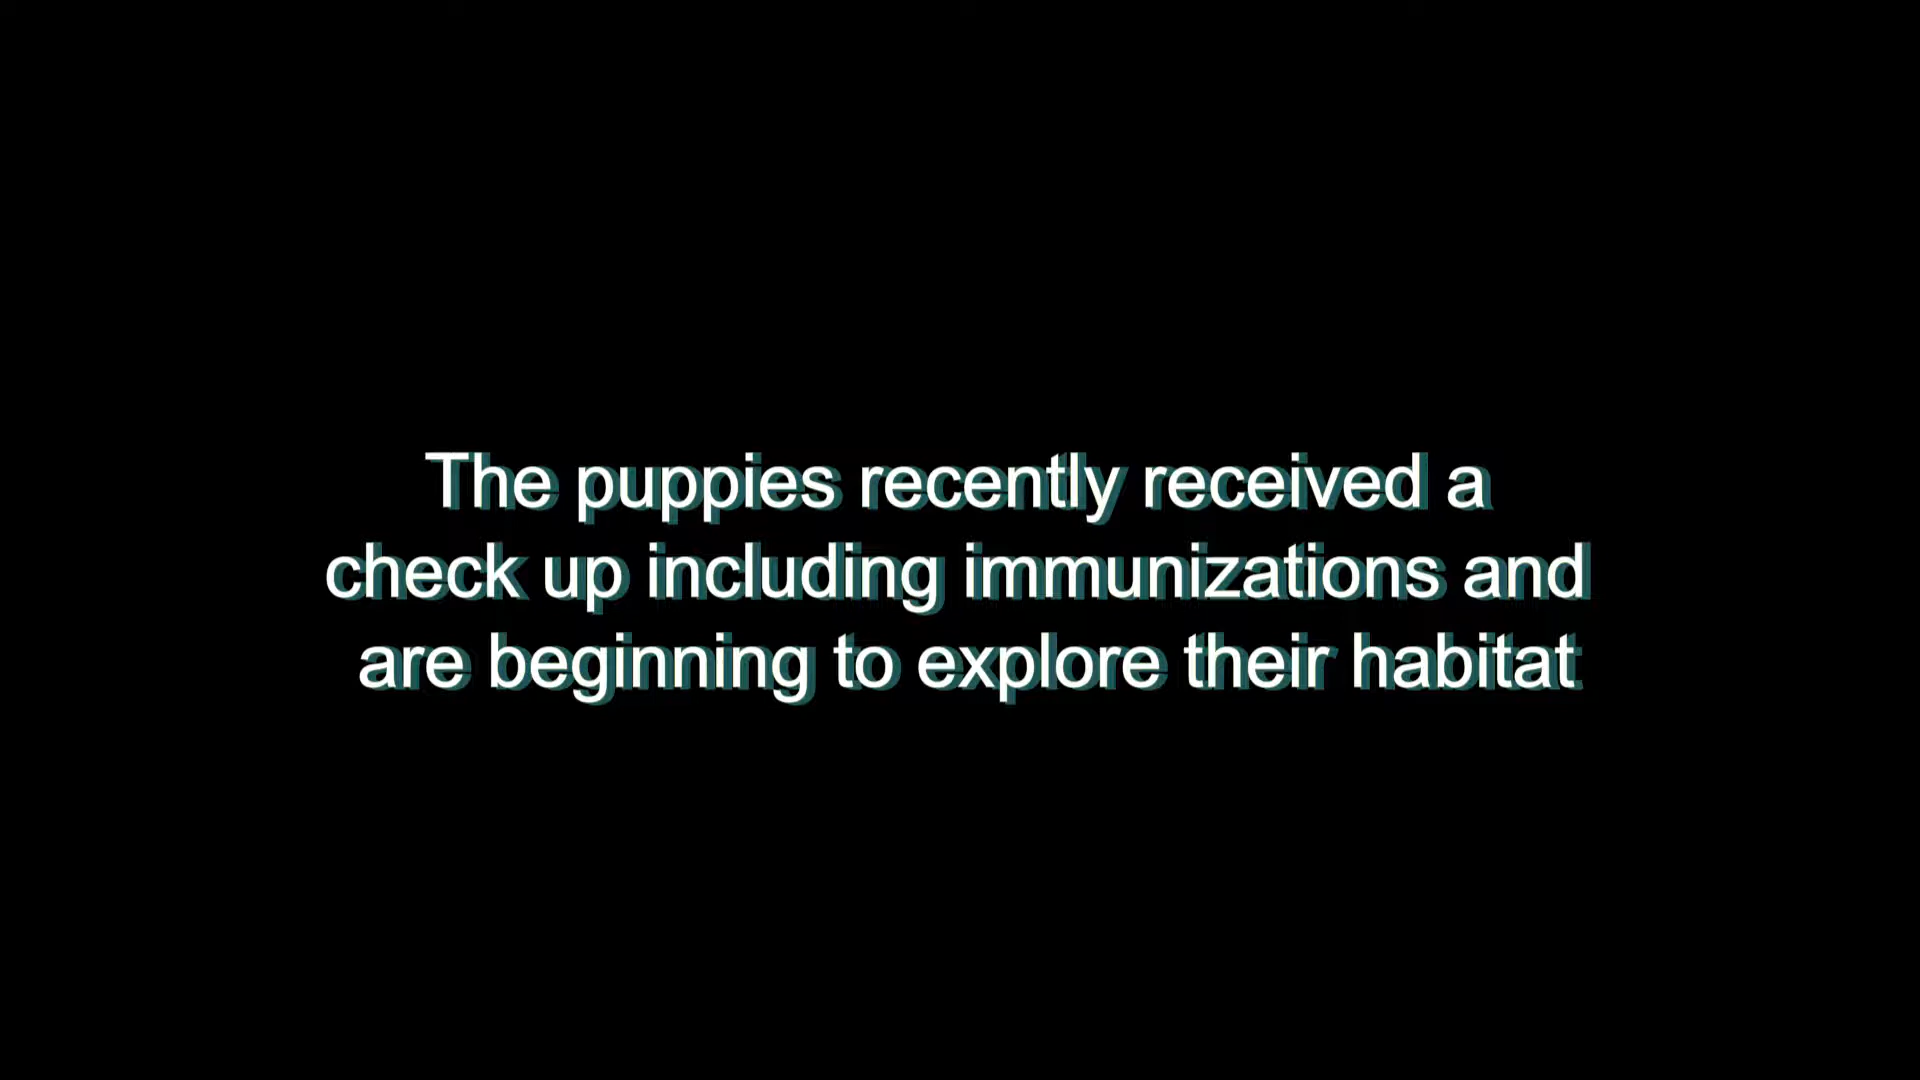 The puppies recently received a
check up including immunizations and
are beginning to explore their habitat